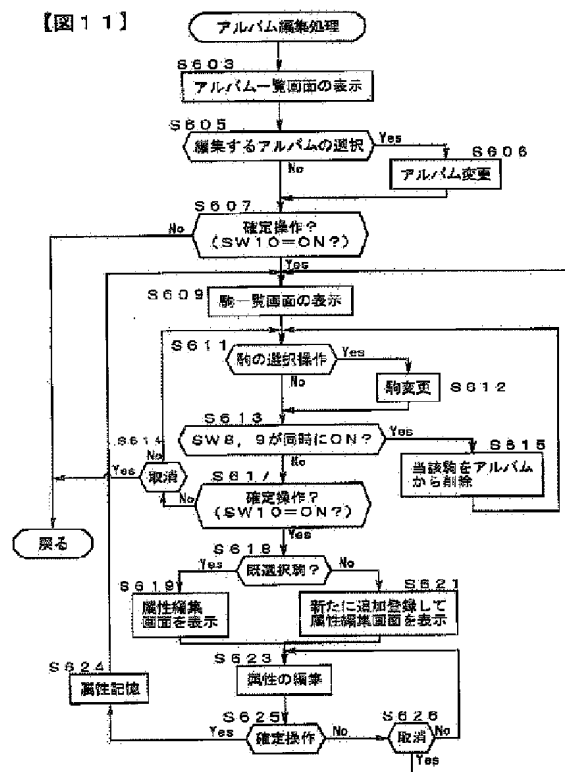 【図11】
アルバム編集処理
S603
アルバム一覧画面の表示
S605
編集するアルバムの選択
Yes
No
S606
アルバム変更
S607
確定操作?
(SW10=ON?)
No
Yes
S609
駒一覧画面の表示
S611
駒の選択操作
Yes
No
駒変更
S612
S613
SW8,9が同時にON?
Yes
No
S615
当該駒をアルバム
から削除
S614
No
取消
Yes
S617
確定操作?
(SW10=ON?)
No
Yes
戻る
S618
既選択駒?
Yes
No
S619
属性編集
画面を表示
S621
新たに追加登録して
属性編集画面を表示
S623
属性の編集
S624
属性記憶
S625
確定操作
Yes
No
S626
取消
No
Yes